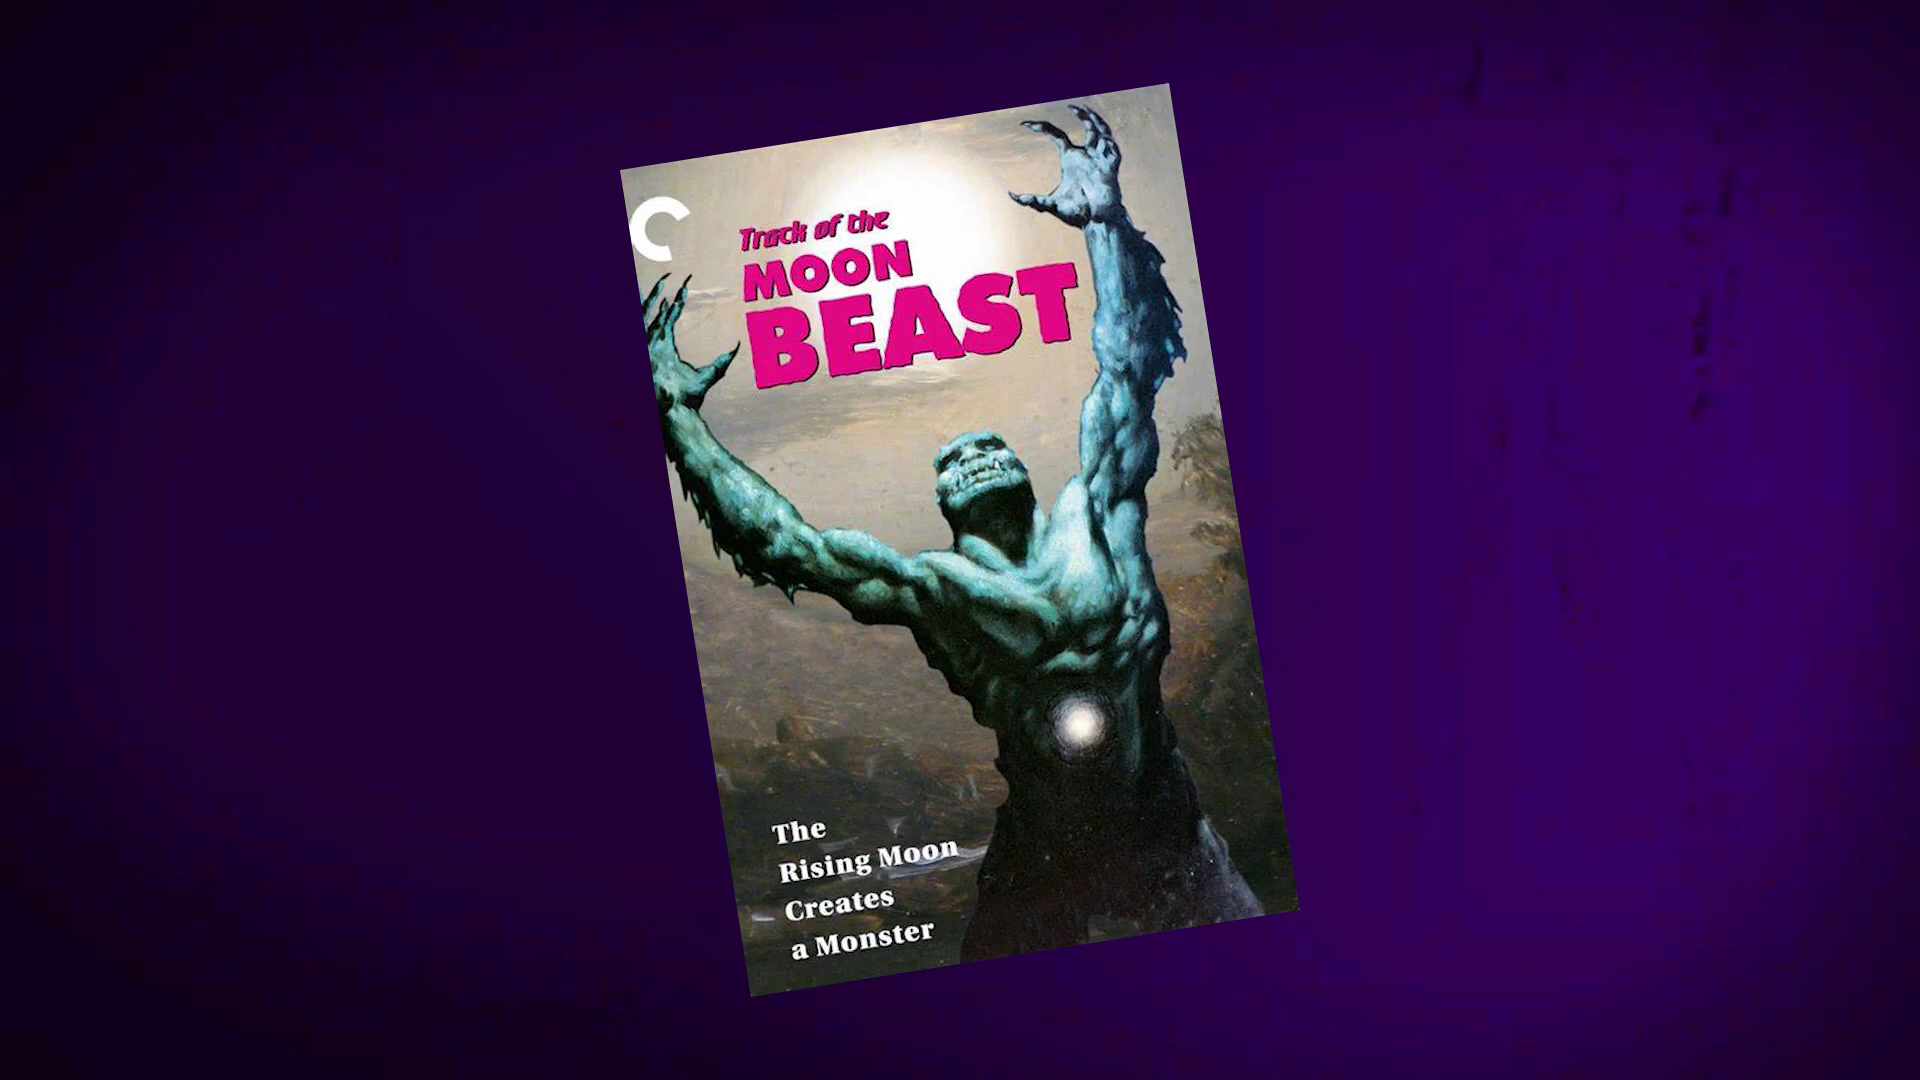 Track of the
MOON
BEAST
The
Rising Moon
Creates
a Monster